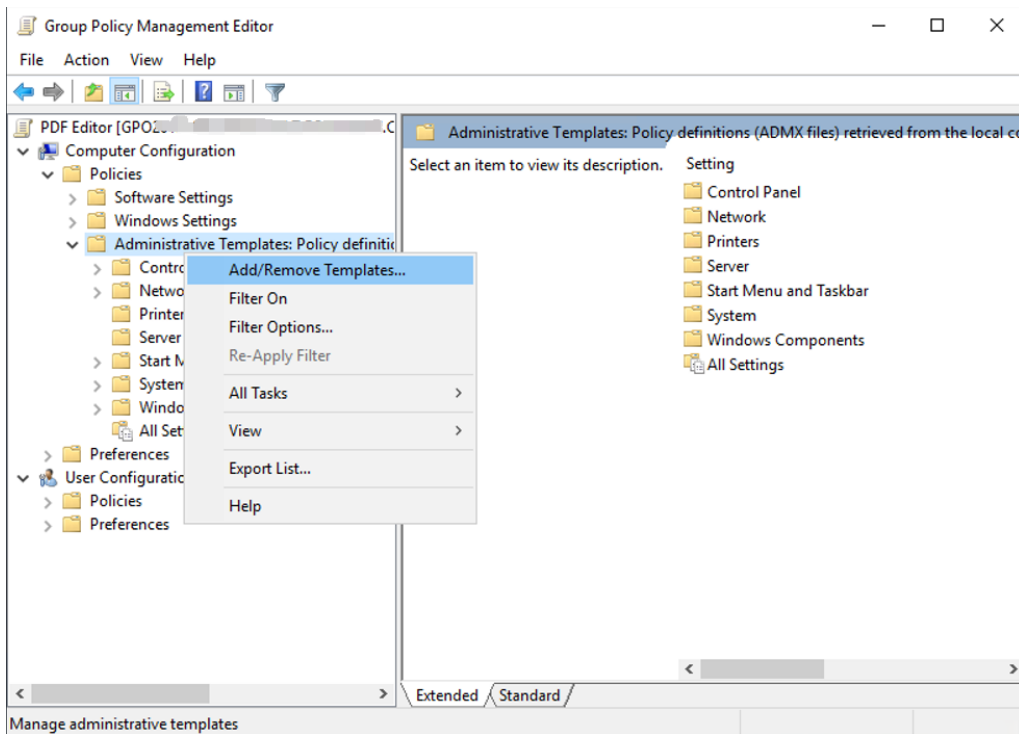 Group Policy Management Editor
File Action View Help
PDF Editor [GPO .C
Computer Configuration
Policies
Software Settings
Windows Settings
Administrative Templates: Policy definitic
Contro
Netwo
Printer
Server
Start M
System
Windo
All Set
Preferences
User Configuratic
Policies
Preferences
Add/Remove Templates...
Filter On
Filter Options...
Re-Apply Filter
All Tasks
View
Export List...
Help
Administrative Templates: Policy definitions (ADMX files) retrieved from the local co
Select an item to view its description.
Setting
Control Panel
Network
Printers
Server
Start Menu and Taskbar
System
Windows Components
All Settings
Extended Standard
Manage administrative templates